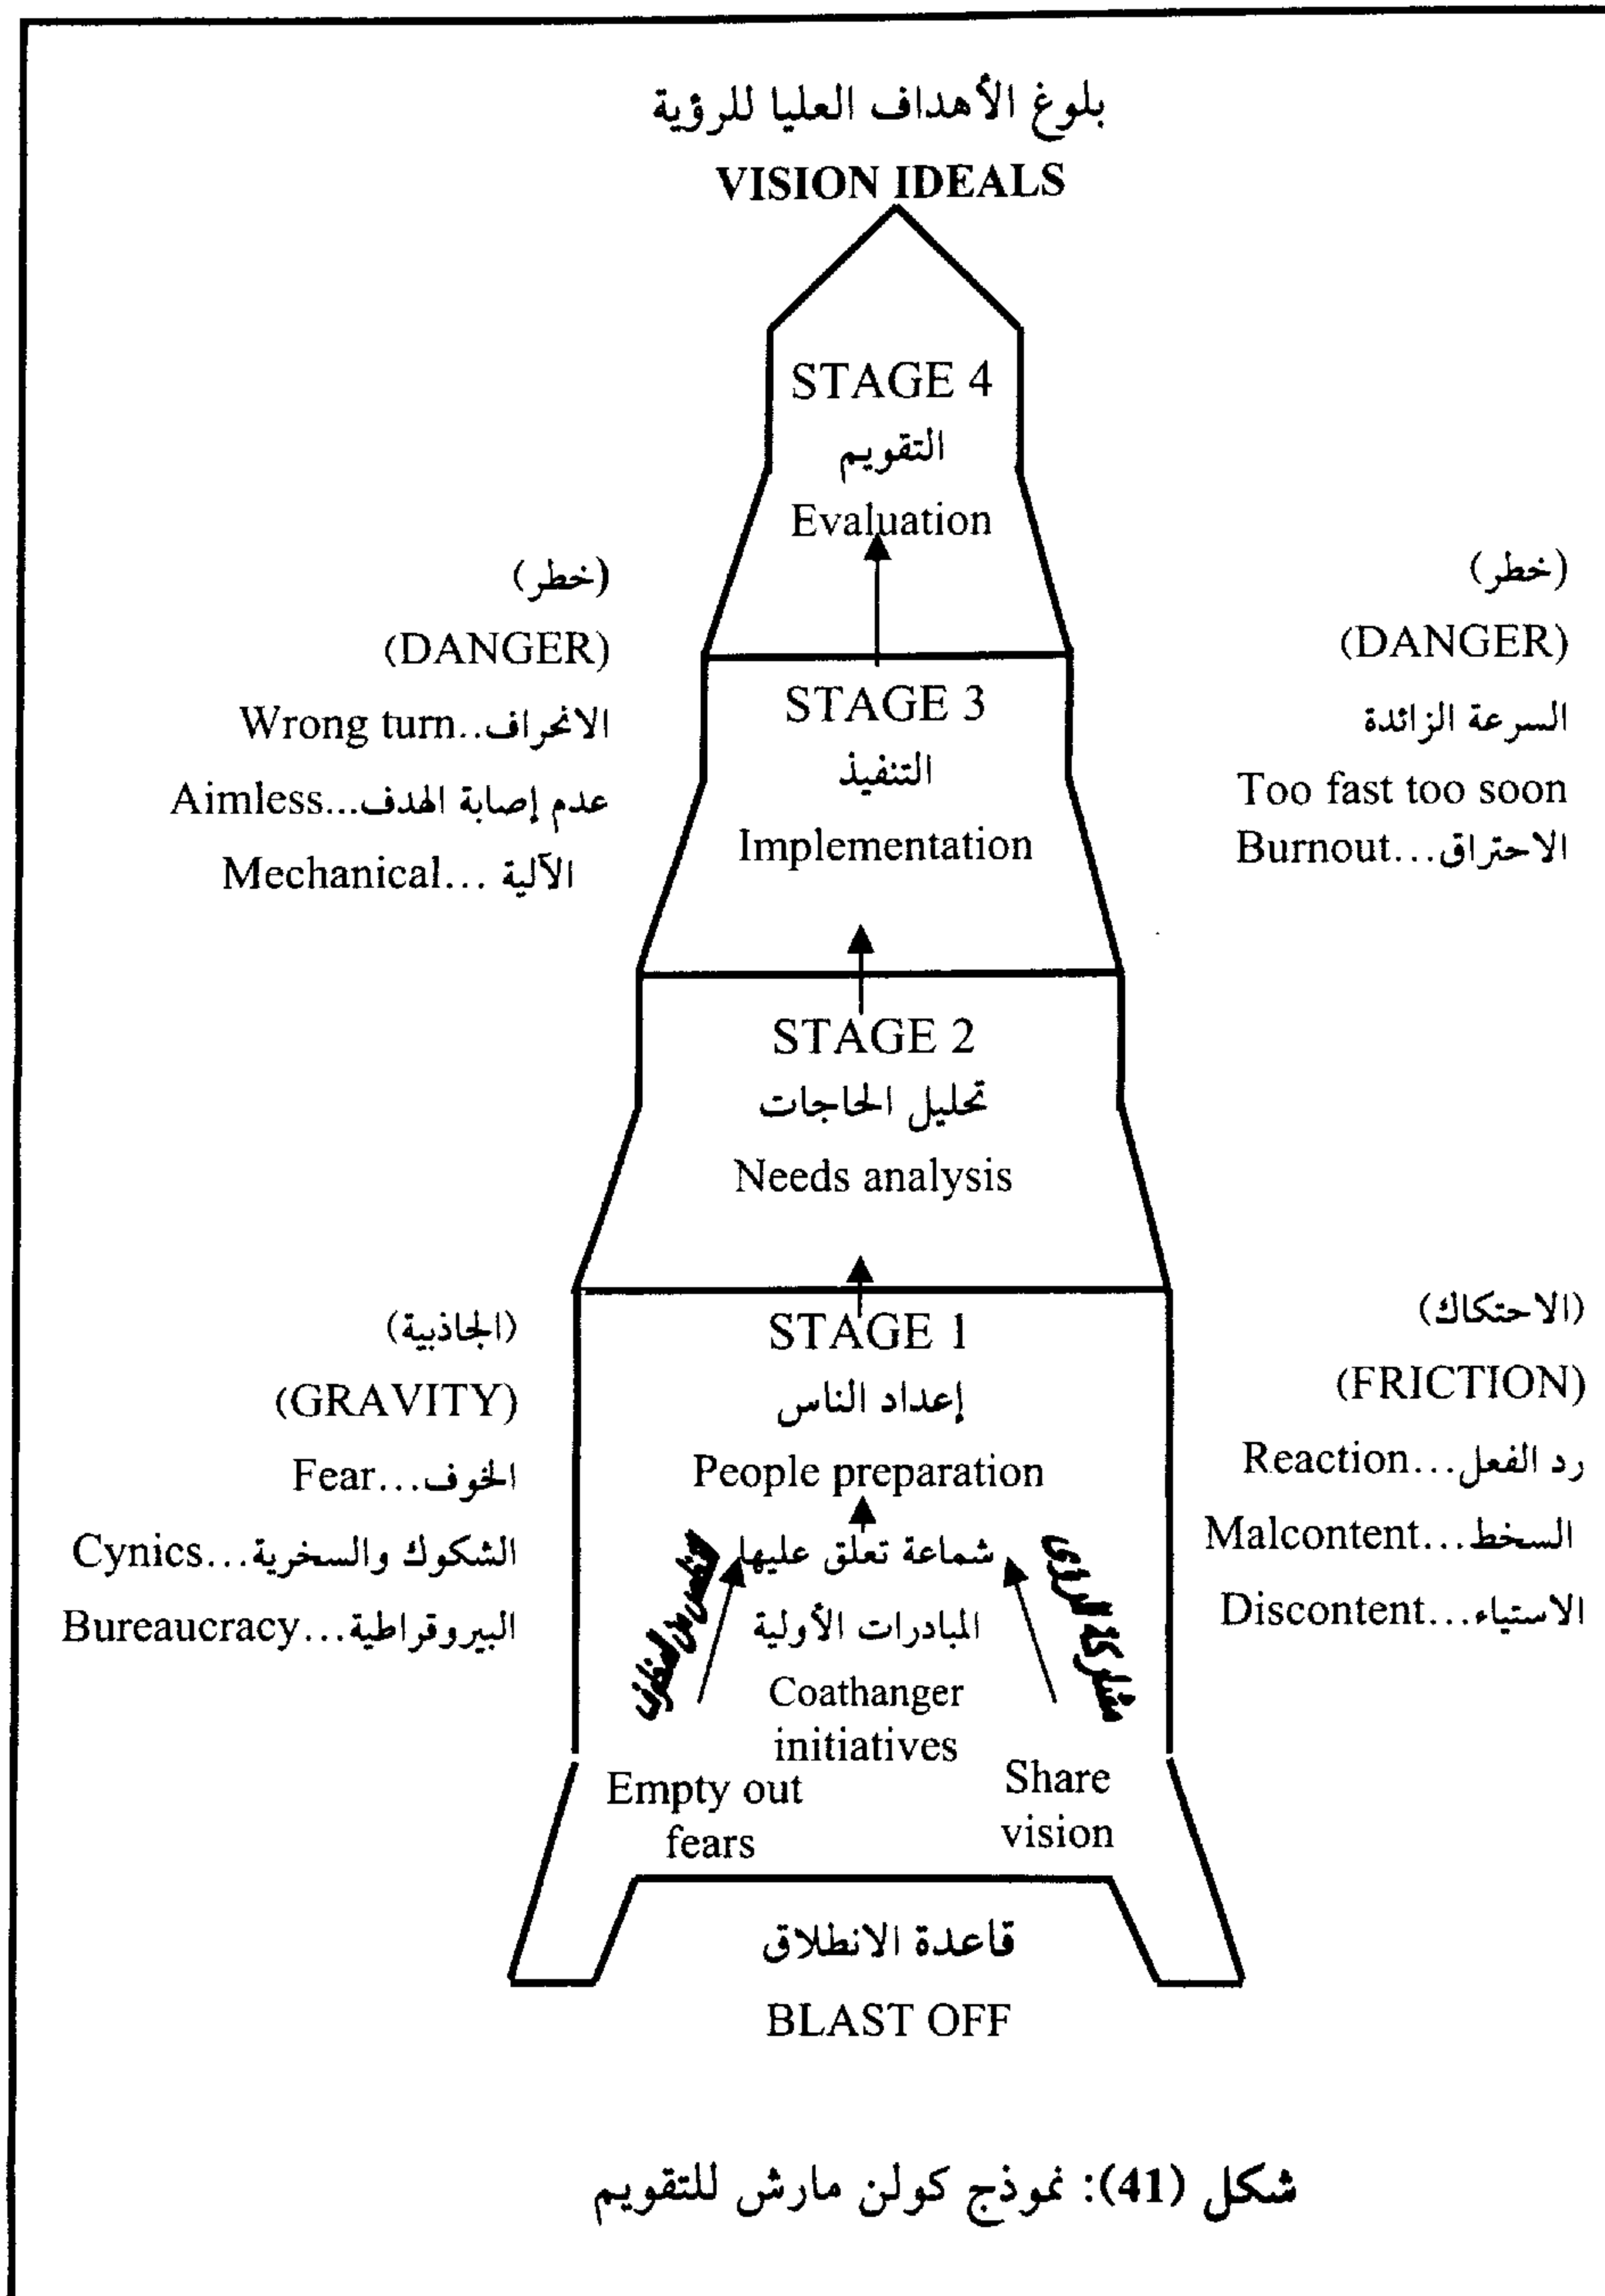 بلوغ الأهداف العليا للرؤية
VISION IDEALS
STAGE 4
التقويم
Evaluation
(خطر)
(DANGER)
Wrong turn..الانحراف
Aimless...عدم إصابة الهدف
Mechanical... الآلية
(خطر)
(DANGER)
السرعة الزائدة
Too fast too soon
Burnout...الاحتراق
STAGE 3
التنفيذ
Implementation
STAGE 2
تحليل الحاجات
Needs analysis
(الجاذبية)
(GRAVITY)
Fear...الخوف
Cynics...الشكوك والسخرية
Bureaucracy...البيروقراطية
(الاحتكاك)
(FRICTION)
Reaction...رد الفعل
Malcontent...السخط
Discontent...الاستياء
STAGE 1
إعداد الناس
People preparation
شماعة تعلق عليها
المبادرات الأولية
Coathanger
initiatives
مشاركة الرؤى
Empty out
fears
Share
vision
قاعدة الانطلاق
BLAST OFF
شكل (41): نموذج كولن مارش للتقويم